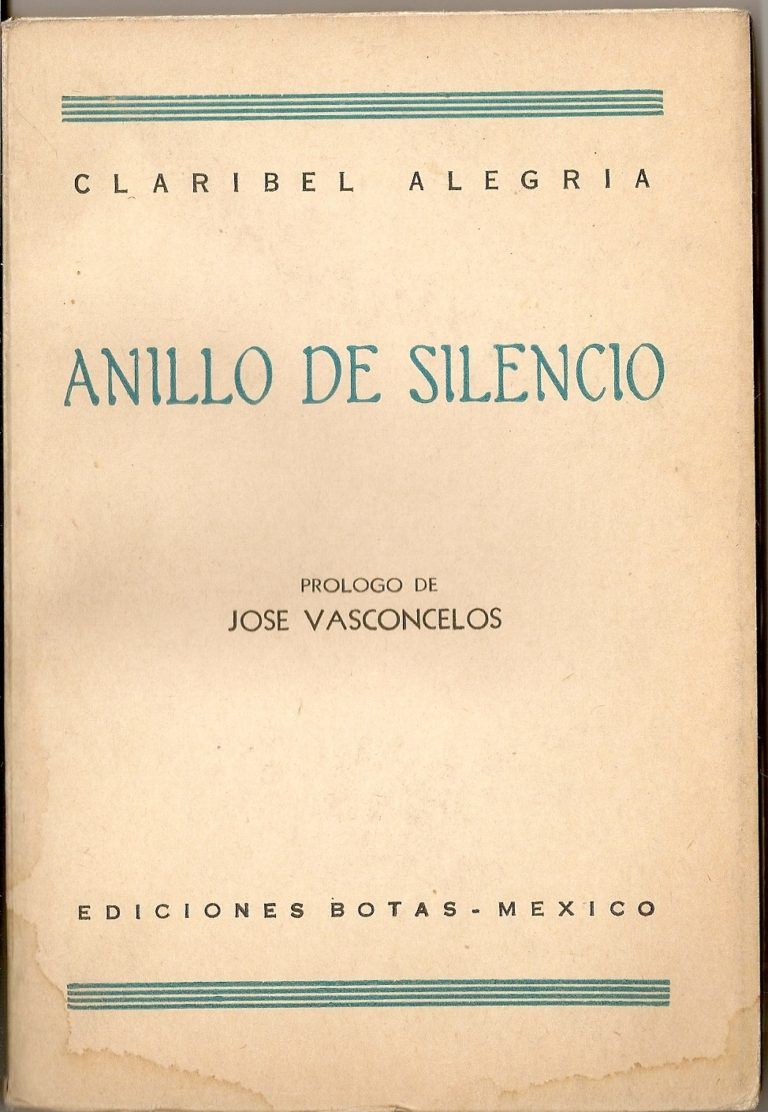 CLARIBEL ALEGRIA
ANILLO DE SILENCIO
PROLOGO DE
JOSE VASCONCELOS
EDICIONES BOTAS - MEXICO